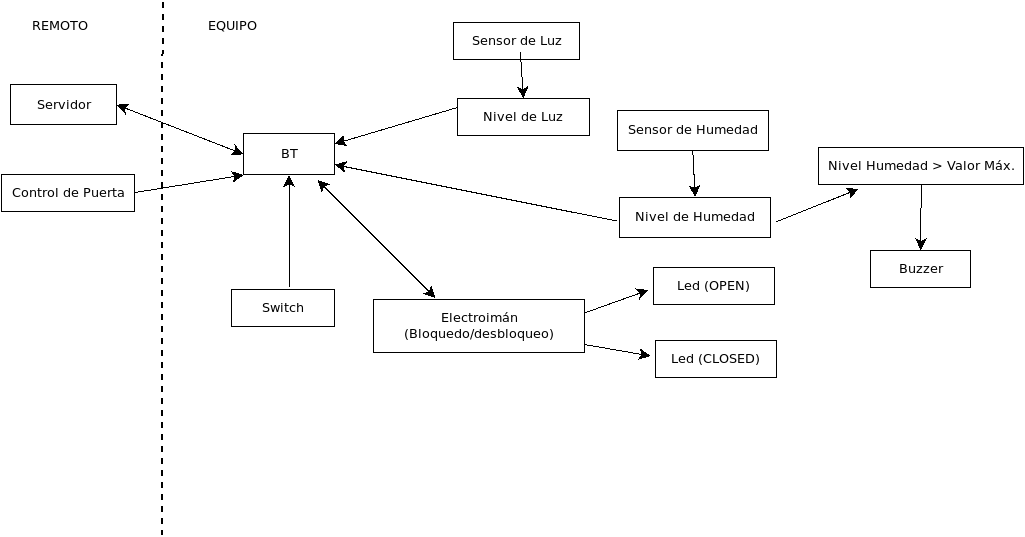 REMOTO
EQUIPO
Sensor de Luz
Servidor
Nivel de Luz
Sensor de Humedad
BT
Nivel Humedad > Valor Máx.
Control de Puerta
Nivel de Humedad
Buzzer
Led (OPEN)
Switch
Electroimán
(Bloquedo/desbloqueo)
Led (CLOSED)